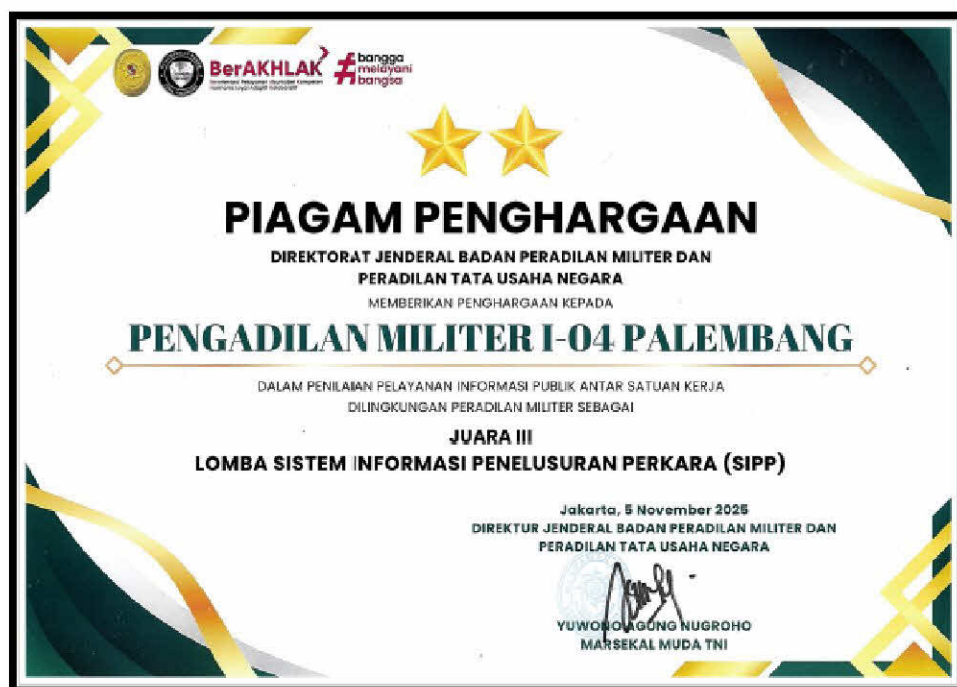 BerAKHLAK
#bangga
melayani
bangsa
PIAGAM PENGHARGAAN
DIREKTORAT JENDERAL BADAN PERADILAN MILITER DAN
PERADILAN TATA USAHA NEGARA
MEMBERIKAN PENGHARGAAN KEPADA
PENGADILAN MILITER I-04 PALEMBANG
DALAM PENILAIAN PELAYANAN INFORMASI PUBLIK ANTAR SATUAN KERJA
DILINGKUNGAN PERADILAN MILITER SEBAGAI
JUARA III
LOMBA SISTEM INFORMASI PENELUSURAN PERKARA (SIPP)
Jakarta, 5 November 2025
DIREKTUR JENDERAL BADAN PERADILAN MILITER DAN
PERADILAN TATA USAHA NEGARA
YUWONO AGUNG NUGROHO
MARSEKAL MUDA TNI